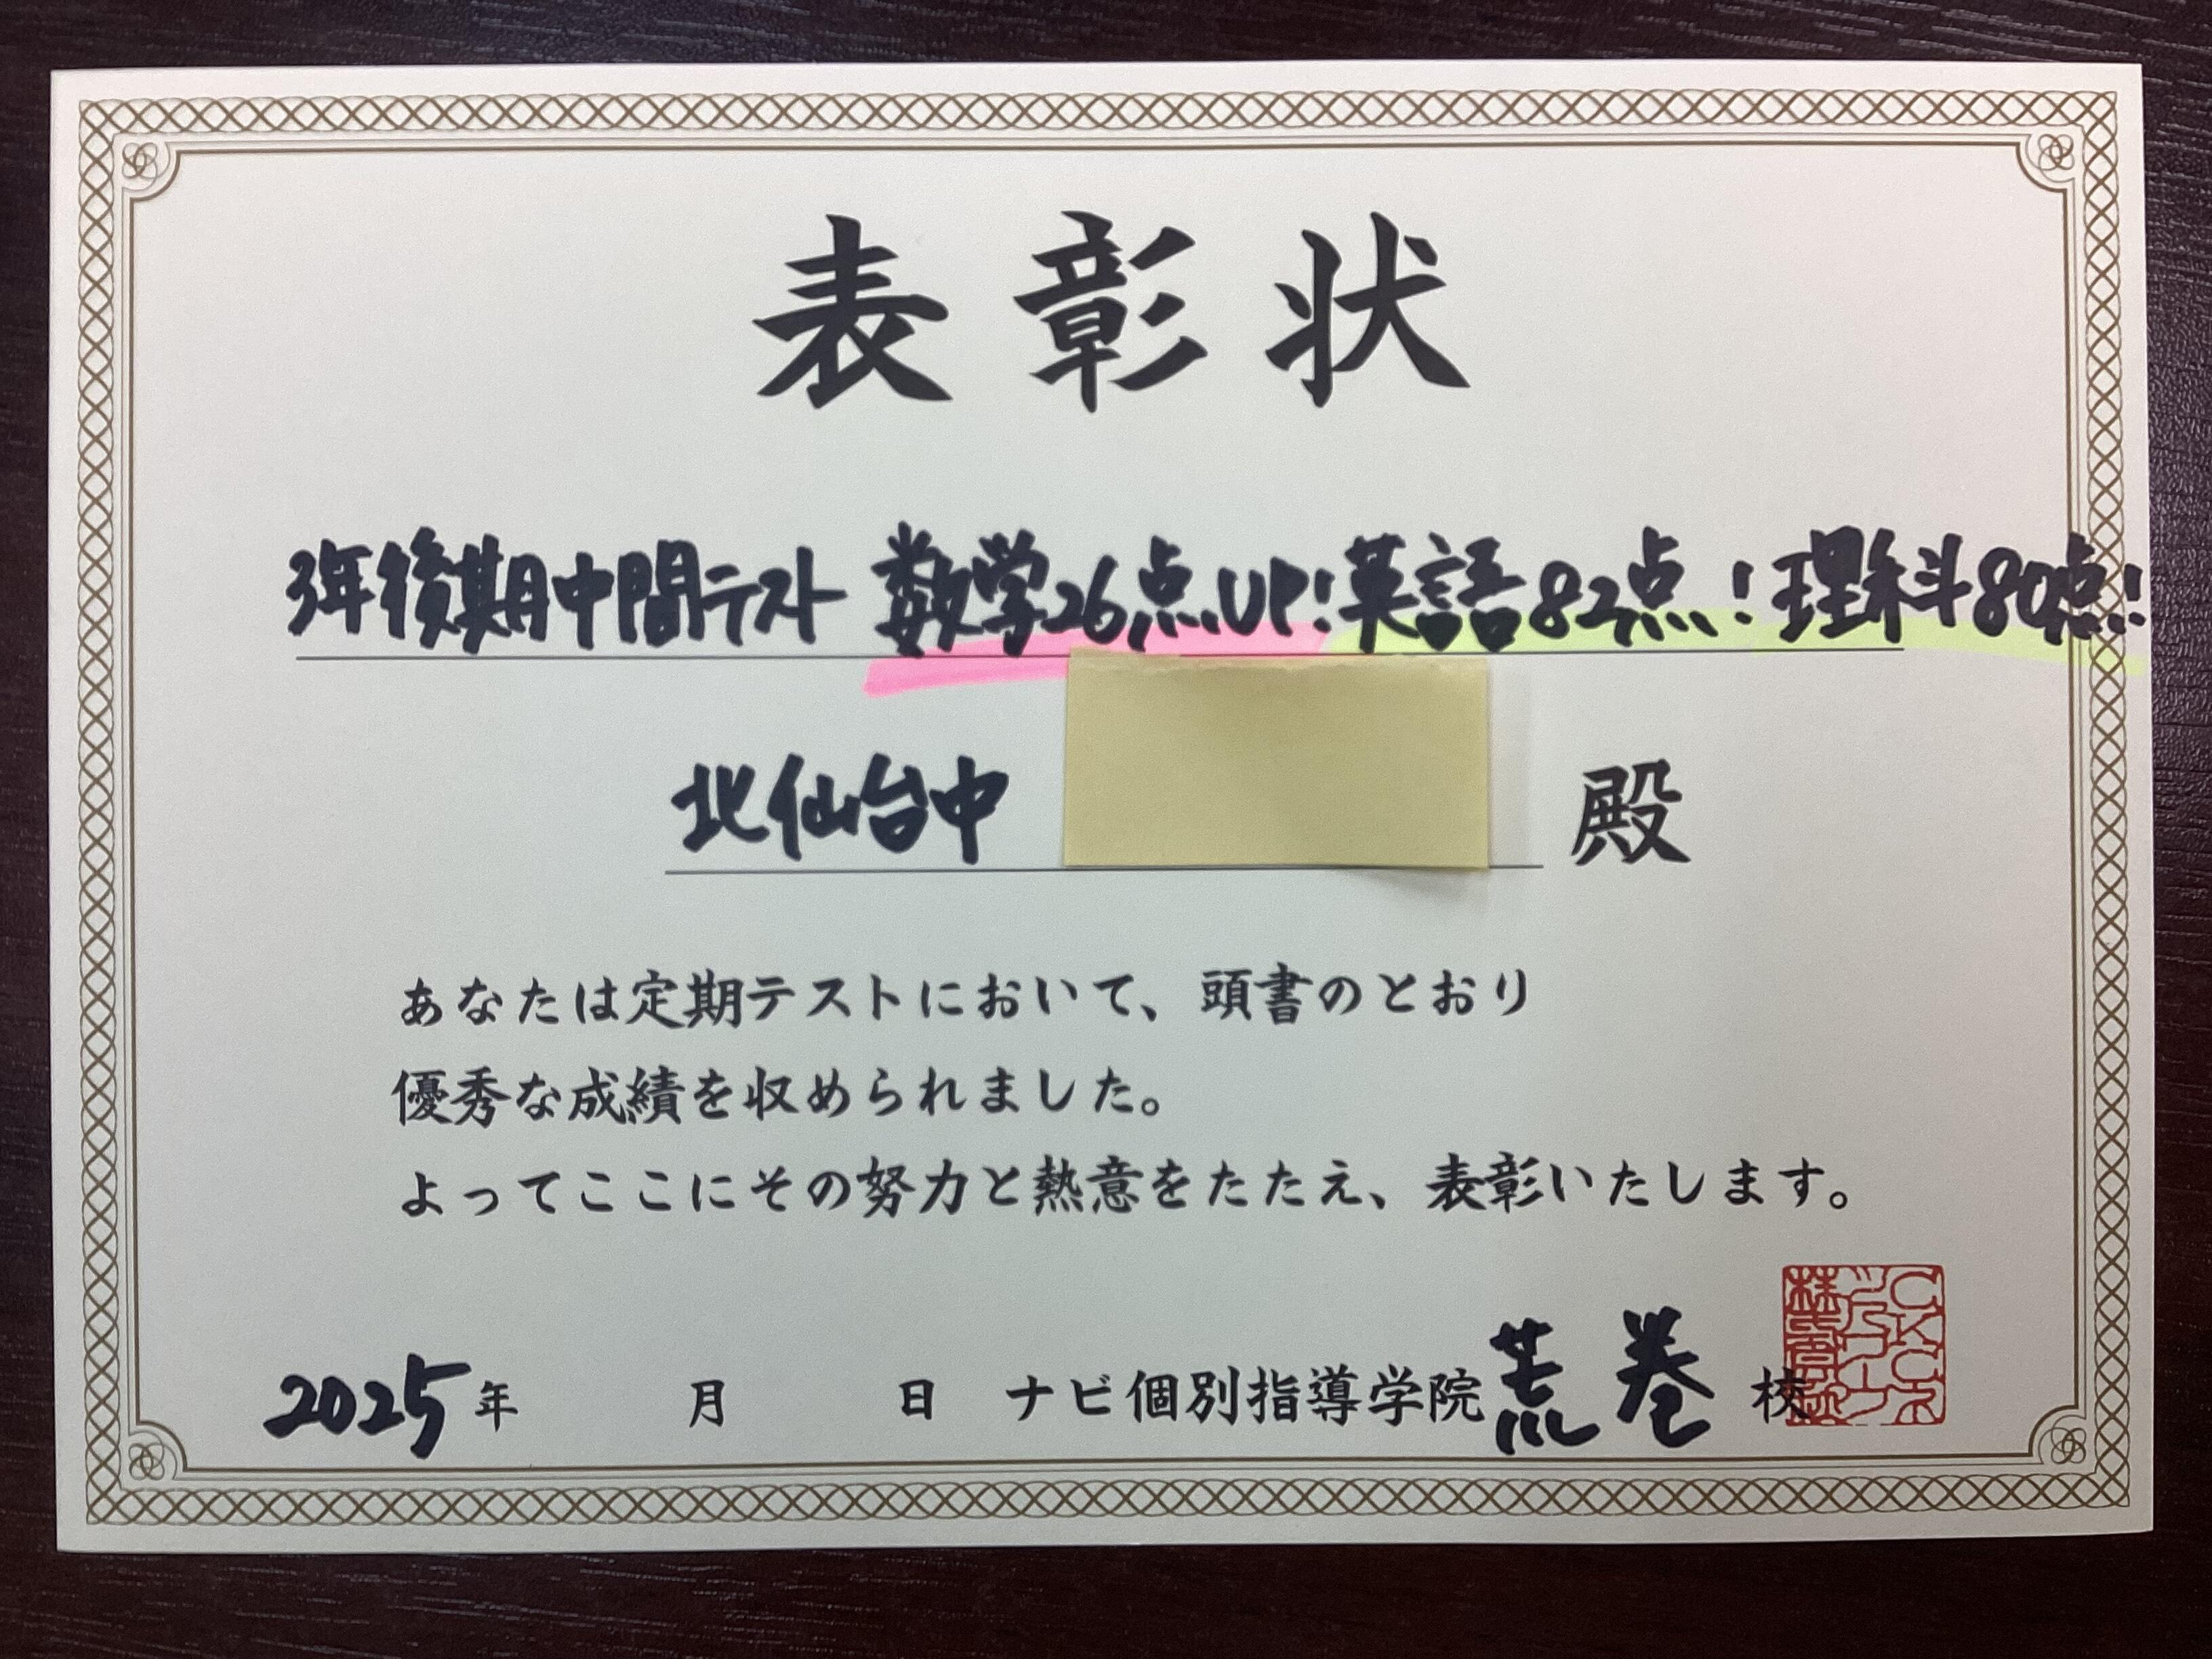 表彰状
3年後期中間テスト 数学26点UP!英語82点!理科80点!
北仙台中 殿
あなたは定期テストにおいて、頭書のとおり
優秀な成績を収められました。
よってここにその努力と熱意をたたえ、表彰いたします。
2025年 月 日 ナビ個別指導学院 荒巻 校